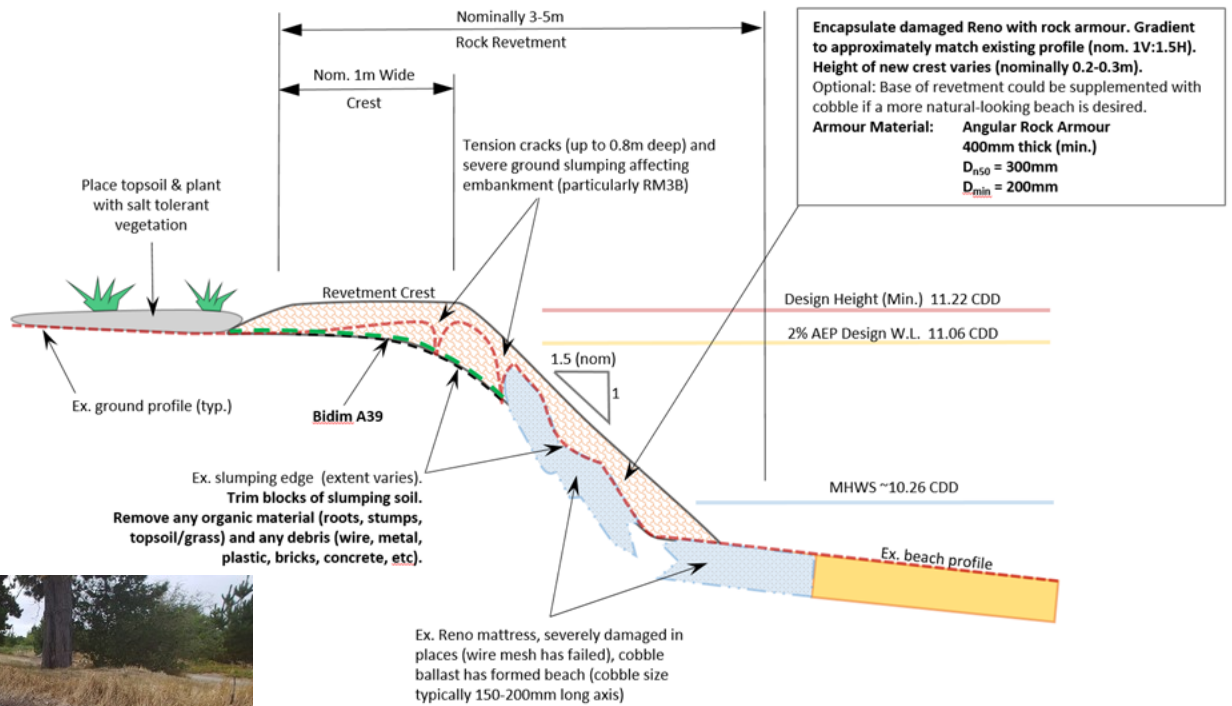 Nominally 3-5m
Rock Revetment
Nom. 1m Wide
Crest
Encapsulate damaged Reno with rock armour. Gradient
to approximately match existing profile (nom. 1V:1.5H).
Height of new crest varies (nominally 0.2-0.3m).
Optional: Base of revetment could be supplemented with
cobble if a more natural-looking beach is desired.
Armour Material: Angular Rock Armour
400mm thick (min.)
Dn50 = 300mm
Dmin = 200mm
Tension cracks (up to 0.8m deep) and
severe ground slumping affecting
embankment (particularly RM3B)
Place topsoil & plant
with salt tolerant
vegetation
Revetment Crest
Design Height (Min.) 11.22 CDD
2% AEP Design W.L. 11.06 CDD
1.5 (nom)
1
Ex. ground profile (typ.)
Bidim A39
Ex. slumping edge (extent varies).
Trim blocks of slumping soil.
Remove any organic material (roots, stumps,
topsoil/grass) and any debris (wire, metal,
plastic, bricks, concrete, etc).
MHWS ~10.26 CDD
Ex. beach profile
Ex. Reno mattress, severely damaged in
places (wire mesh has failed), cobble
ballast has formed beach (cobble size
typically 150-200mm long axis)